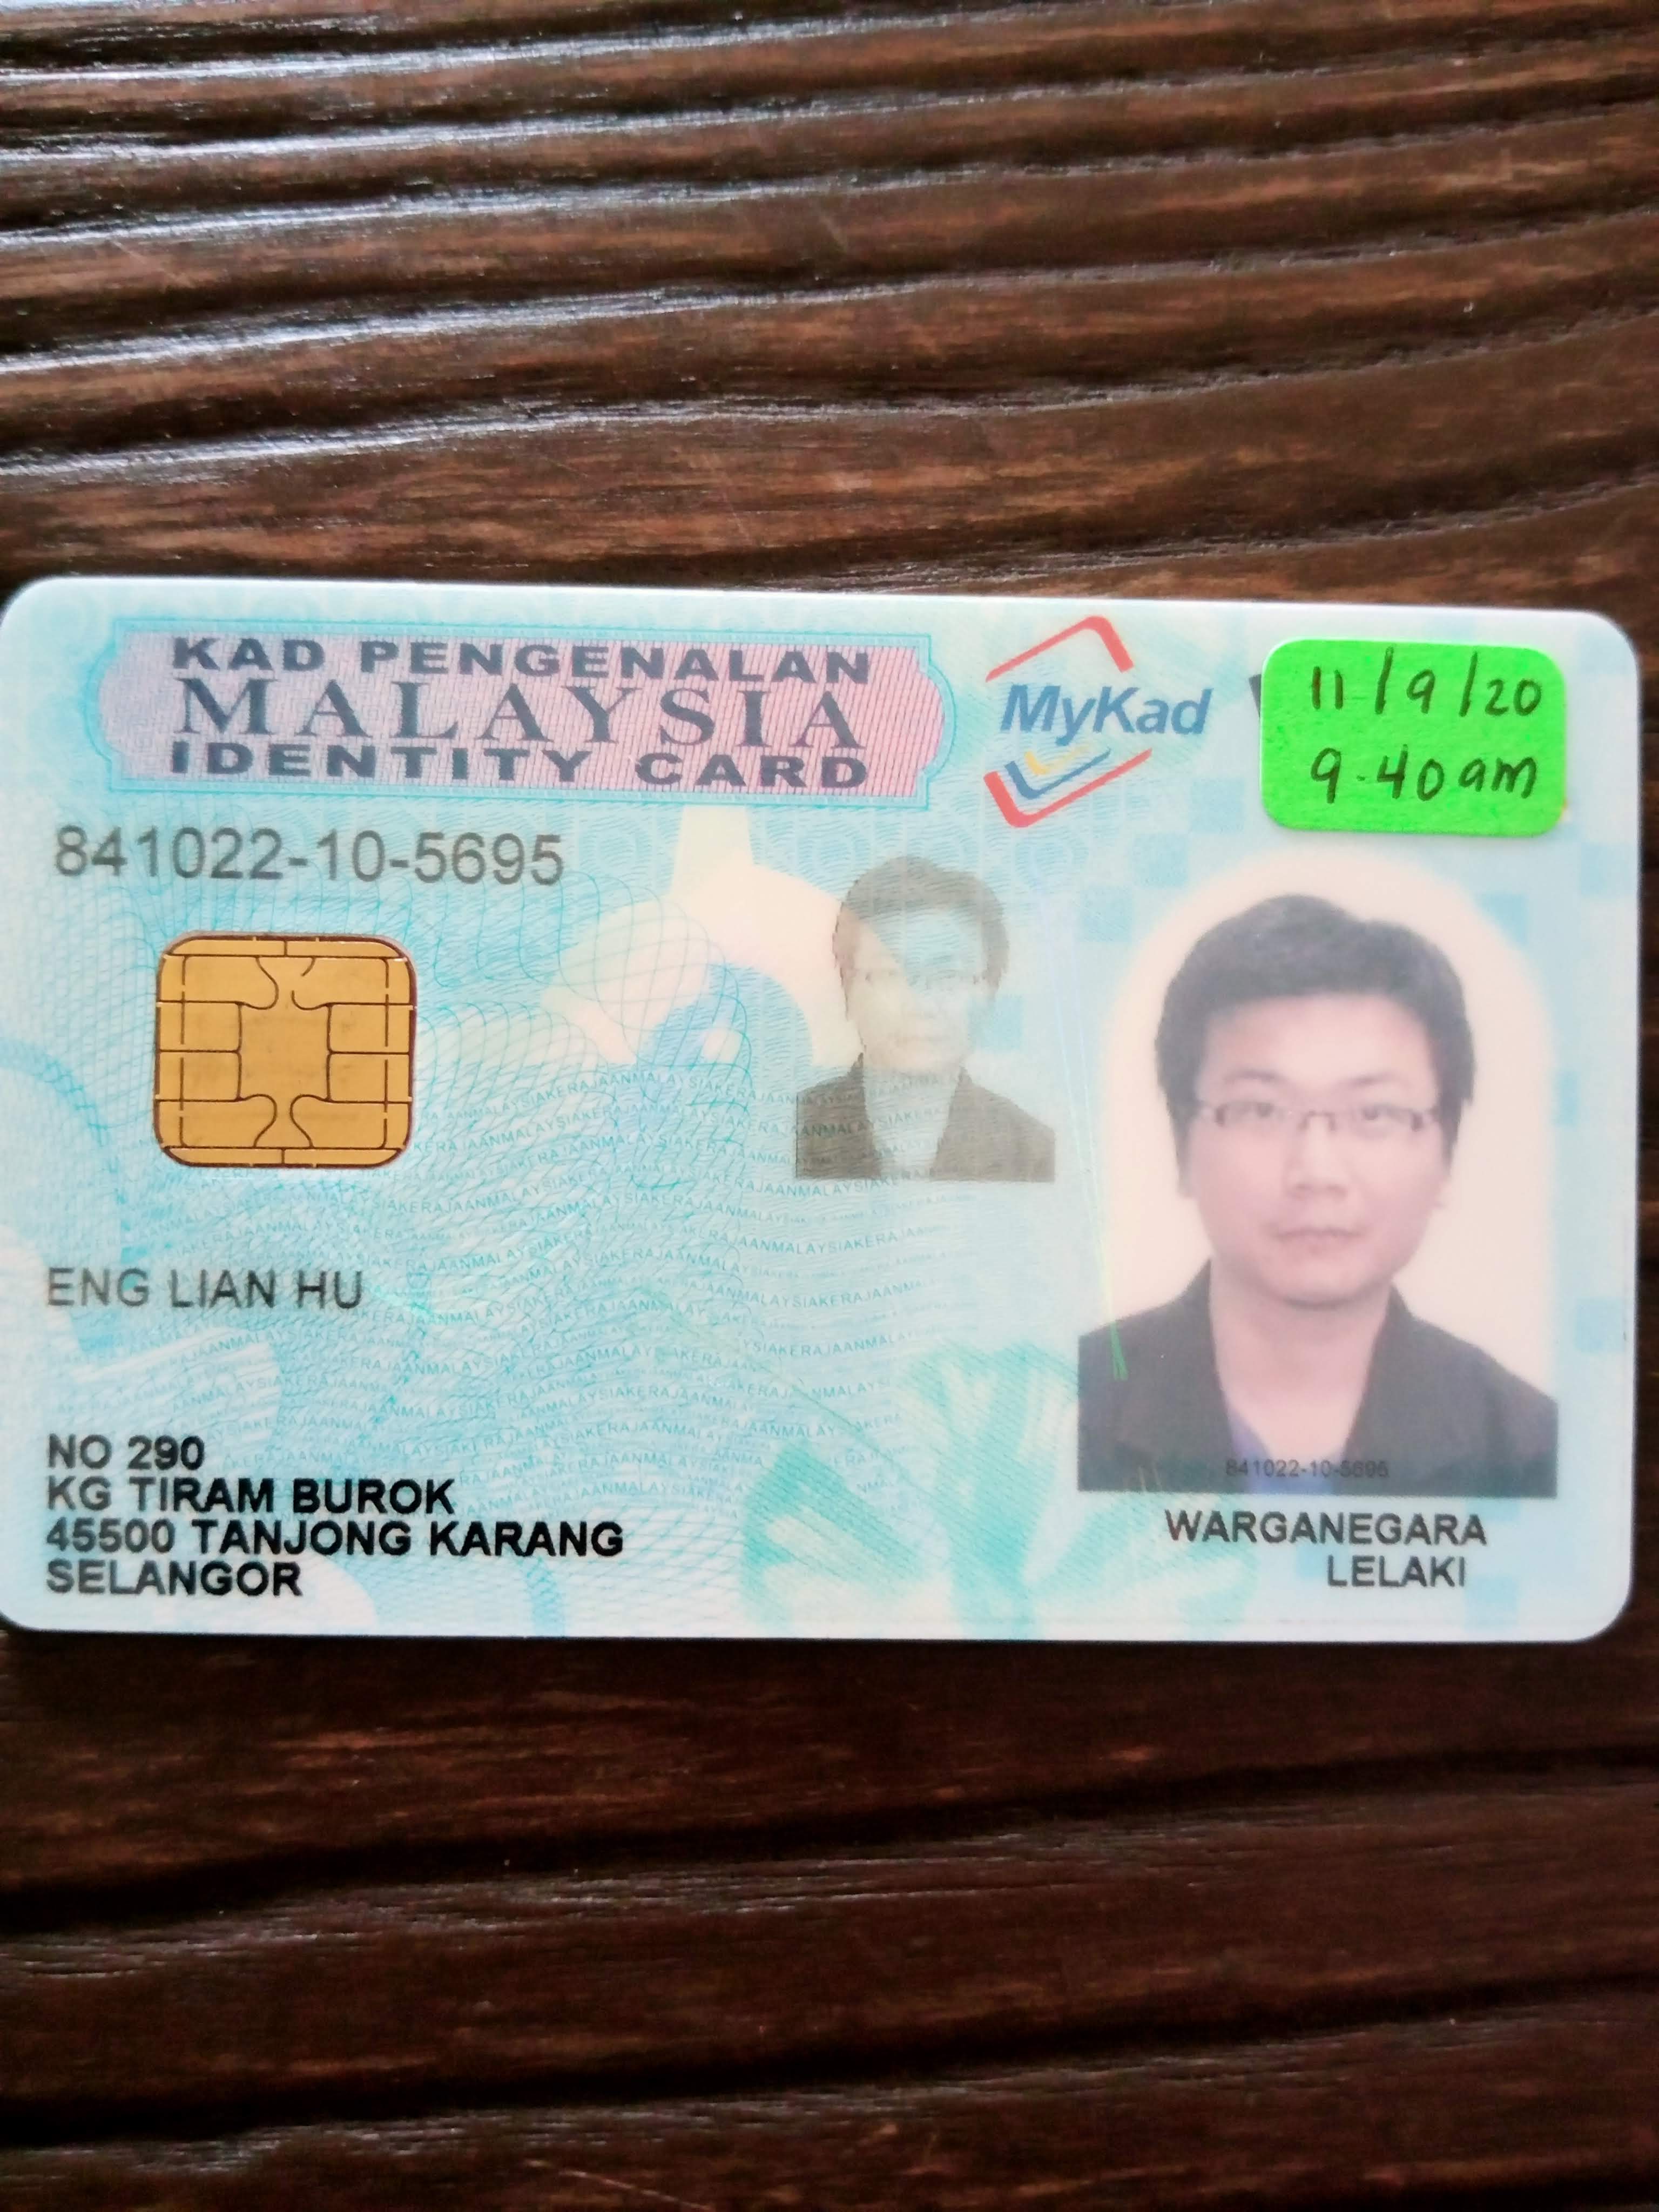 KAD PENGENALAN
MALAYSIA
IDENTITY CARD
MyKad
11/9/20
9.40am
841022-10-5695
ENG LIAN HU
NO 290
KG TIRAM BUROK
45500 TANJONG KARANG
SELANGOR
841022-10-5695
WARGANEGARA
LELAKI